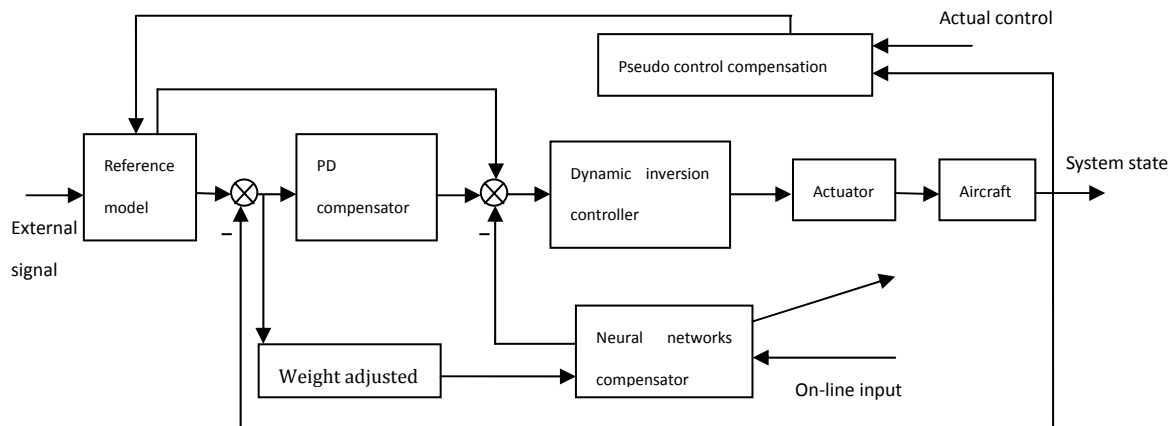 Actual control
Pseudo control compensation
Reference
model
PD
compensator
Dynamic inversion
controller
Actuator
Aircraft
System state
External
signal
–
–
Weight adjusted
Neural networks
compensator
On-line input